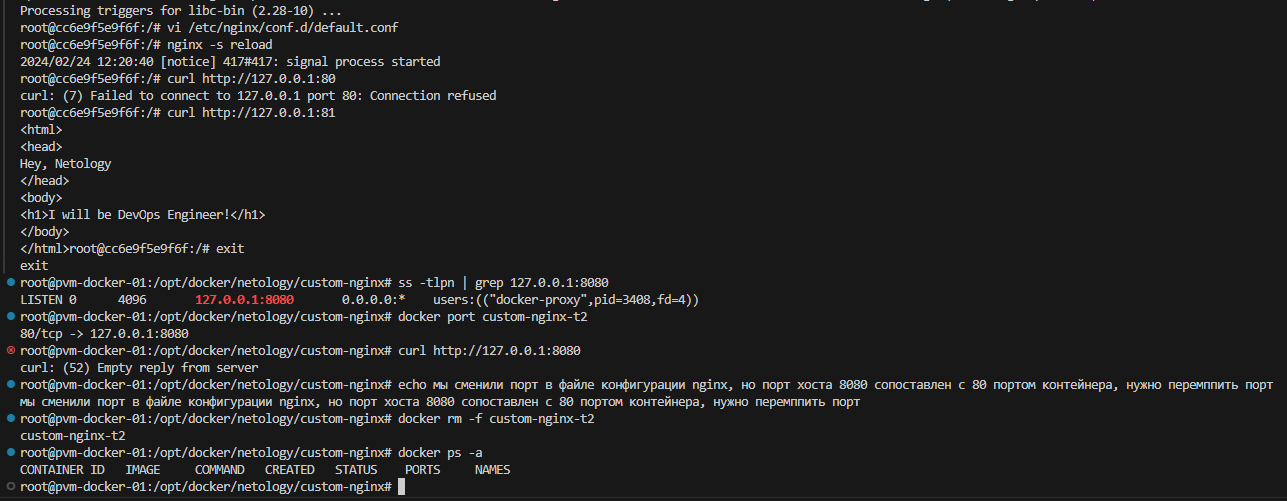 Processing triggers for libc-bin (2.28-10) ...
root@cc6e9f5e9f6f:/# vi /etc/nginx/conf.d/default.conf
root@cc6e9f5e9f6f:/# nginx -s reload
2024/02/24 12:20:40 [notice] 417#417: signal process started
root@cc6e9f5e9f6f:/# curl http://127.0.0.1:80
curl: (7) Failed to connect to 127.0.0.1 port 80: Connection refused
root@cc6e9f5e9f6f:/# curl http://127.0.0.1:81
<html>
<head>
Hey, Netology
</head>
<body>
<h1>I will be DevOps Engineer!</h1>
</body>
</html>root@cc6e9f5e9f6f:/# exit
exit
root@pvm-docker-01:/opt/docker/netology/custom-nginx# ss -tlpn | grep 127.0.0.1:8080
LISTEN 0      4096       127.0.0.1:8080       0.0.0.0:*    users:(("docker-proxy",pid=3408,fd=4))
root@pvm-docker-01:/opt/docker/netology/custom-nginx# docker port custom-nginx-t2
80/tcp -> 127.0.0.1:8080
root@pvm-docker-01:/opt/docker/netology/custom-nginx# curl http://127.0.0.1:8080
curl: (52) Empty reply from server
root@pvm-docker-01:/opt/docker/netology/custom-nginx# echo мы сменили порт в файле конфигурации nginx, но порт хоста 8080 сопоставлен с 80 портом контейнера, нужно перемппить порт
мы сменили порт в файле конфигурации nginx, но порт хоста 8080 сопоставлен с 80 портом контейнера, нужно перемппить порт
root@pvm-docker-01:/opt/docker/netology/custom-nginx# docker rm -f custom-nginx-t2
custom-nginx-t2
root@pvm-docker-01:/opt/docker/netology/custom-nginx# docker ps -a
CONTAINER ID   IMAGE     COMMAND   CREATED   STATUS    PORTS     NAMES
root@pvm-docker-01:/opt/docker/netology/custom-nginx#